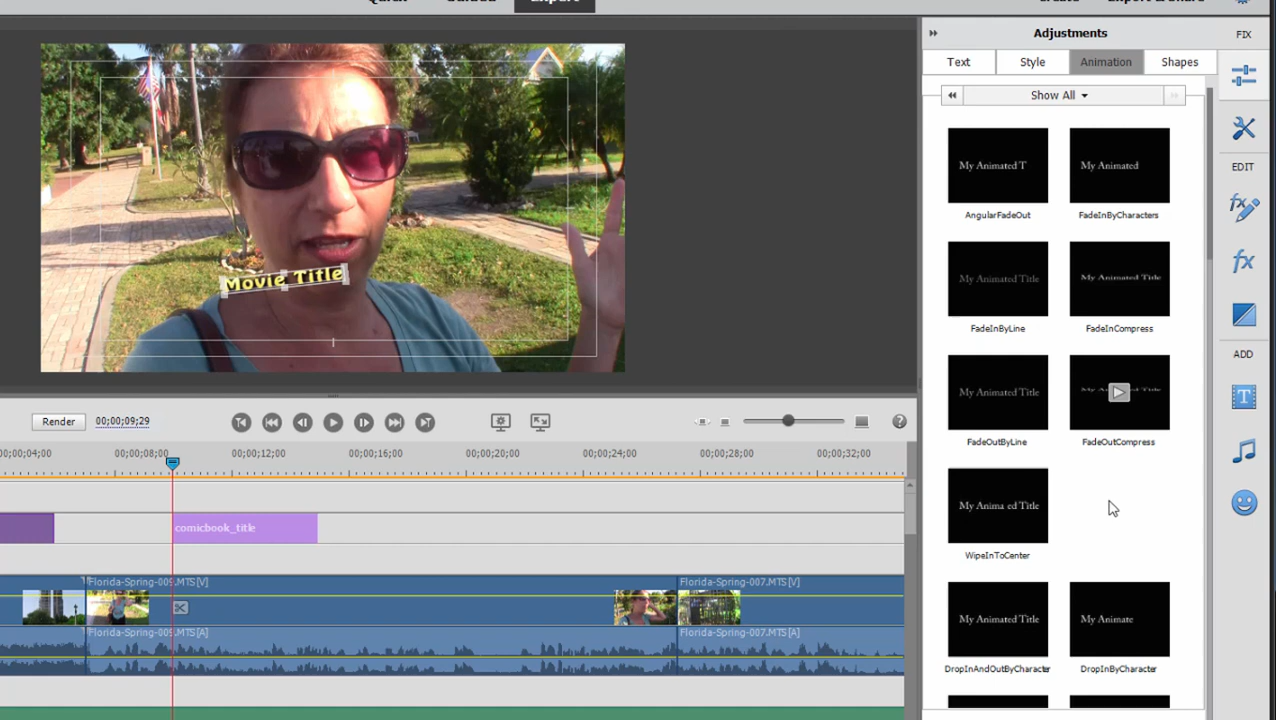 Adjustments
FIX
Text Style Animation Shapes
Show All
My Animated T My Animated
AngularFadeOut FadeInByCharacters
My Animated Title My Animated Title
FadeInByLine FadeInCompress
Movie Title
EDIT
My Animated Title
FadeOutByLine FadeOutCompress
ADD
Render 00;00;09;29
00;00;04;00 00;00;08;00 00;00;12;00 00;00;16;00 00;00;20;00 00;00;24;00 00;00;28;00 00;00;32;00
My Anima ed Title
WipeInToCenter
comicbook_title
Florida-Spring-009.MTS[V] Florida-Spring-007.MTS[V]
My Animated Title My Animate
Florida-Spring-009.MTS[A] Florida-Spring-007.MTS[A]
DropInAndOutByCharacter DropInByCharacter